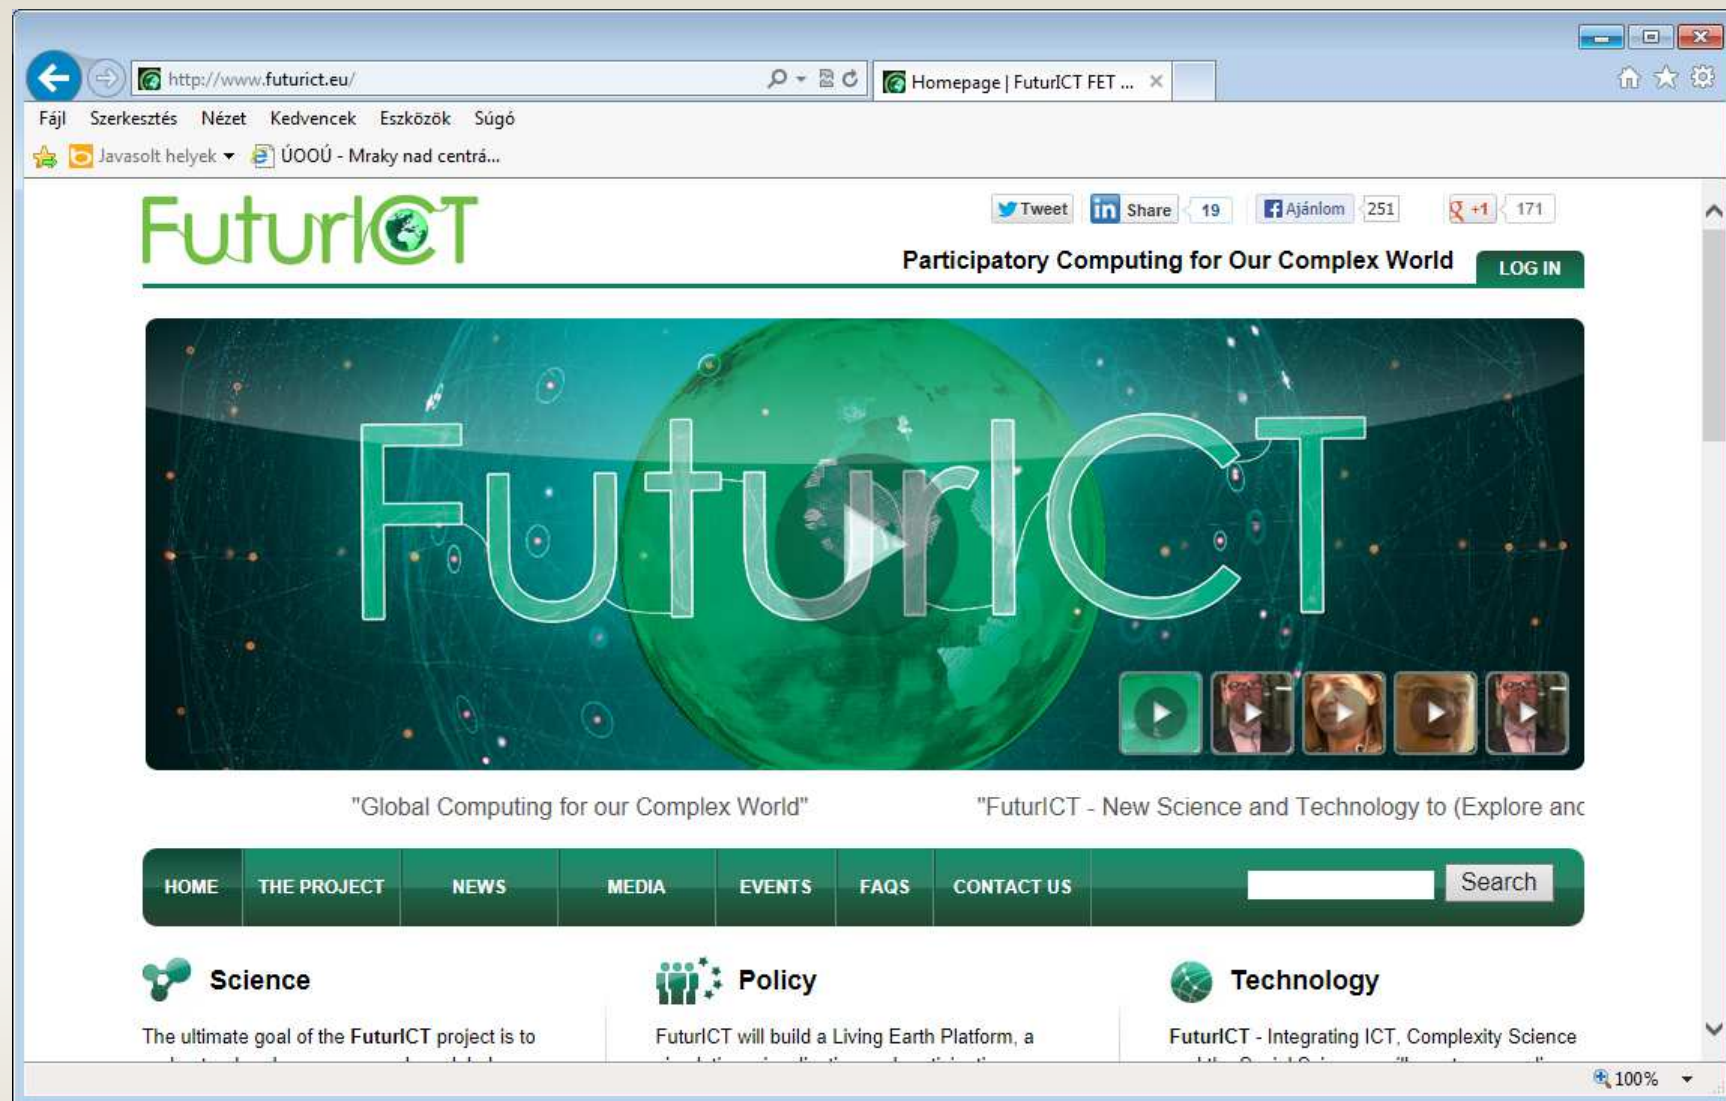 http://www.futurict.eu/
Homepage | FuturICT FET ...
Fájl Szerkesztés Nézet Kedvencek Eszközök Súgó
Javasolt helyek ÚOOÚ - Mraky nad centrá...
FuturICT
Tweet Share 19 Ajánlom 251 +1 171
Participatory Computing for Our Complex World LOG IN
FuturICT
"Global Computing for our Complex World" "FuturICT - New Science and Technology to (Explore and
HOME THE PROJECT NEWS MEDIA EVENTS FAQS CONTACT US Search
Science Policy Technology
The ultimate goal of the FuturICT project is to
FuturICT will build a Living Earth Platform, a
FuturICT - Integrating ICT, Complexity Science
100%